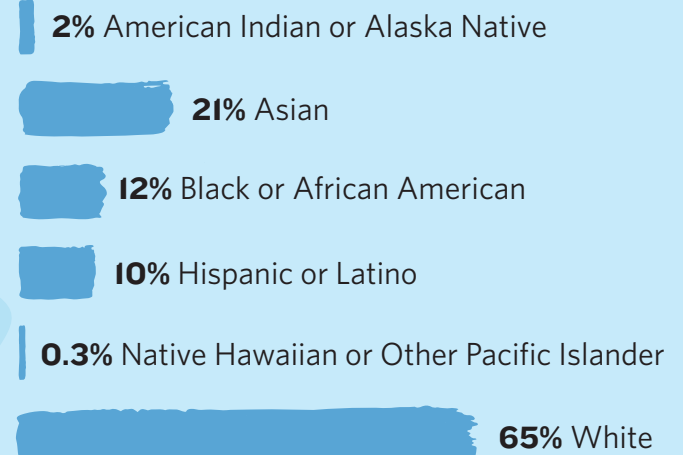 2% American Indian or Alaska Native
21% Asian
12% Black or African American
10% Hispanic or Latino
0.3% Native Hawaiian or Other Pacific Islander
65% White